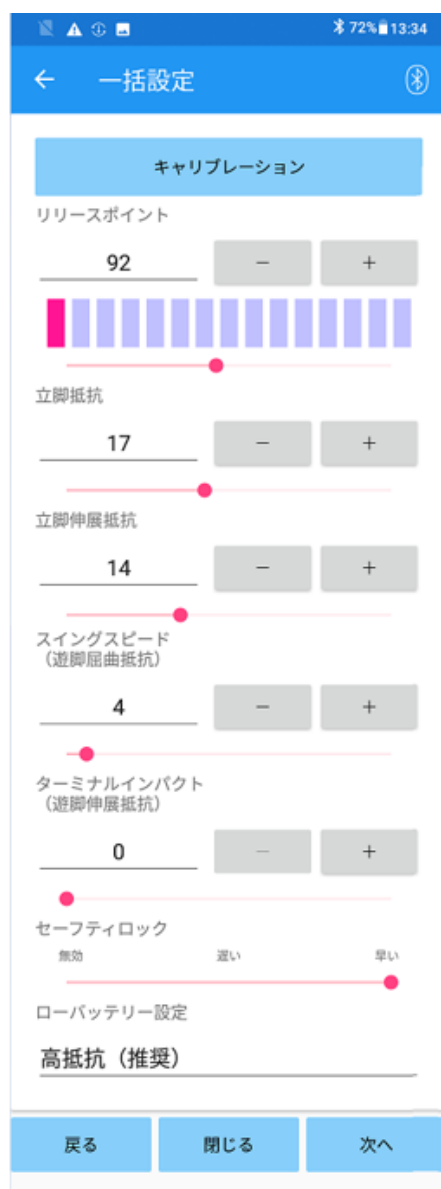 72% 13:34
一括設定
キャリブレーション
リリースポイント
92 − +
立脚抵抗
17 − +
立脚伸展抵抗
14 − +
スイングスピード
（遊脚屈曲抵抗）
4 − +
ターミナルインパクト
（遊脚伸展抵抗）
0 − +
セーフティロック
無効 遅い 早い
ローバッテリー設定
高抵抗（推奨）
戻る 閉じる 次へ